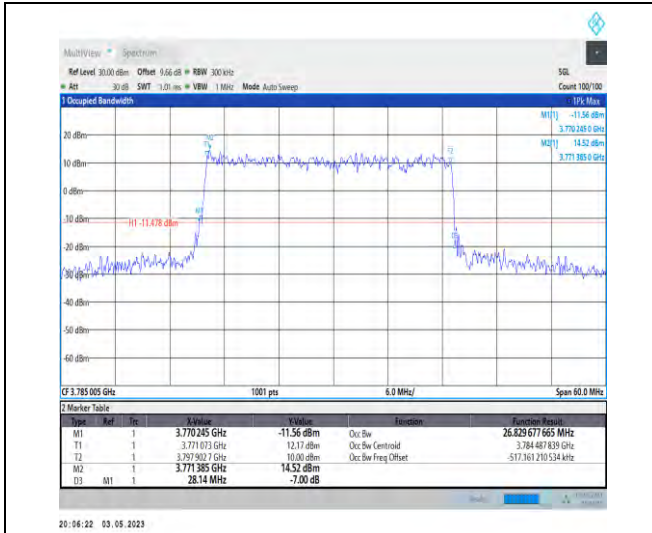 MultiView Spectrum
Ref Level 30.00 dBm Offset 9.66 dB RBW 300 kHz SGL
Att 30 dB SWT 1.01 ms VBW 1 MHz Mode Auto Sweep Count 100/100
1 Occupied Bandwidth 1Pk Max
M1[1] -11.56 dBm
3.770 245 0 GHz
M2[1] 14.52 dBm
3.771 385 0 GHz
20 dBm
10 dBm
0 dBm
-10 dBm
H1 -11.478 dBm
-20 dBm
-30 dBm
-40 dBm
-50 dBm
-60 dBm
CF 3.785 005 GHz 1001 pts 6.0 MHz/ Span 60.0 MHz
2 Marker Table
Type Ref Trc X-Value Y-Value Function Function Result
M1 1 3.770 245 GHz -11.56 dBm Occ Bw 26.829 677 665 MHz
T1 1 3.771 073 GHz 12.17 dBm Occ Bw Centroid 3.784 487 839 GHz
T2 1 3.797 902 7 GHz 10.00 dBm Occ Bw Freq Offset -517.161 210 534 kHz
M2 1 3.771 385 GHz 14.52 dBm
D3 M1 1 28.14 MHz -7.00 dB
20:06:22 03.05.2023